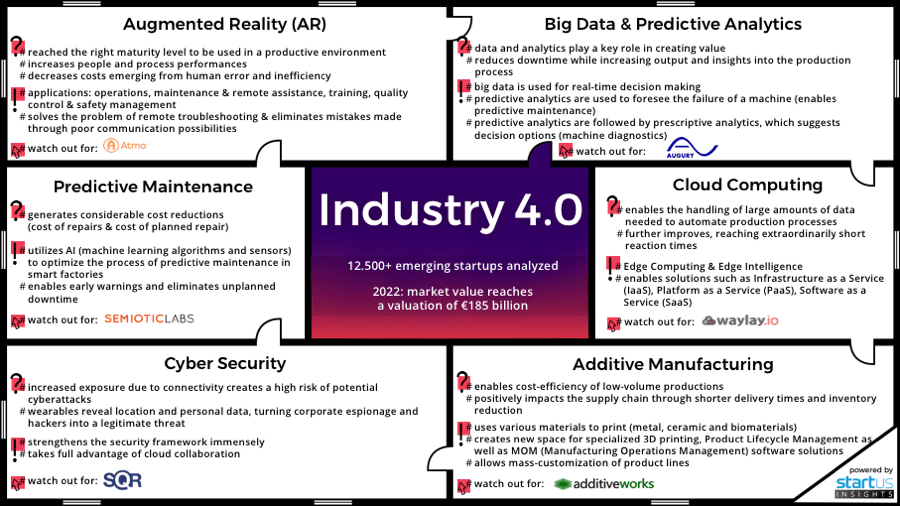 Augmented Reality (AR)
?
# reached the right maturity level to be used in a productive environment
# increases people and process performances
# decreases costs emerging from human error and inefficiency
!
# applications: operations, maintenance & remote assistance, training, quality
control & safety management
# solves the problem of remote troubleshooting & eliminates mistakes made
through poor communication possibilities
watch out for: Atmo
Big Data & Predictive Analytics
?
# data and analytics play a key role in creating value
# reduces downtime while increasing output and insights into the production
process
!
# big data is used for real-time decision making
# predictive analytics are used to foresee the failure of a machine (enables
predictive maintenance)
# predictive analytics are followed by prescriptive analytics, which suggests
decision options (machine diagnostics)
watch out for: AUGURY
Predictive Maintenance
?
# generates considerable cost reductions
(cost of repairs & cost of planned repair)
!
# utilizes AI (machine learning algorithms and sensors)
to optimize the process of predictive maintenance in
smart factories
# enables early warnings and eliminates unplanned
downtime
watch out for: SEMIOTICLABS
Industry 4.0
12.500+ emerging startups analyzed
2022: market value reaches
a valuation of €185 billion
Cloud Computing
?
# enables the handling of large amounts of data
needed to automate production processes
# further improves, reaching extraordinarily short
reaction times
!
# Edge Computing & Edge Intelligence
# enables solutions such as Infrastructure as a Service
(IaaS), Platform as a Service (PaaS), Software as a
Service (SaaS)
watch out for: waylay.io
Cyber Security
?
# increased exposure due to connectivity creates a high risk of potential
cyberattacks
# wearables reveal location and personal data, turning corporate espionage and
hackers into a legitimate threat
!
# strengthens the security framework immensely
# takes full advantage of cloud collaboration
watch out for: SQR
Additive Manufacturing
?
# enables cost-efficiency of low-volume productions
# positively impacts the supply chain through shorter delivery times and inventory
reduction
!
# uses various materials to print (metal, ceramic and biomaterials)
# creates new space for specialized 3D printing, Product Lifecycle Management as
well as MOM (Manufacturing Operations Management) software solutions
# allows mass-customization of product lines
watch out for: additiveworks
powered by
startus
INSIGHTS